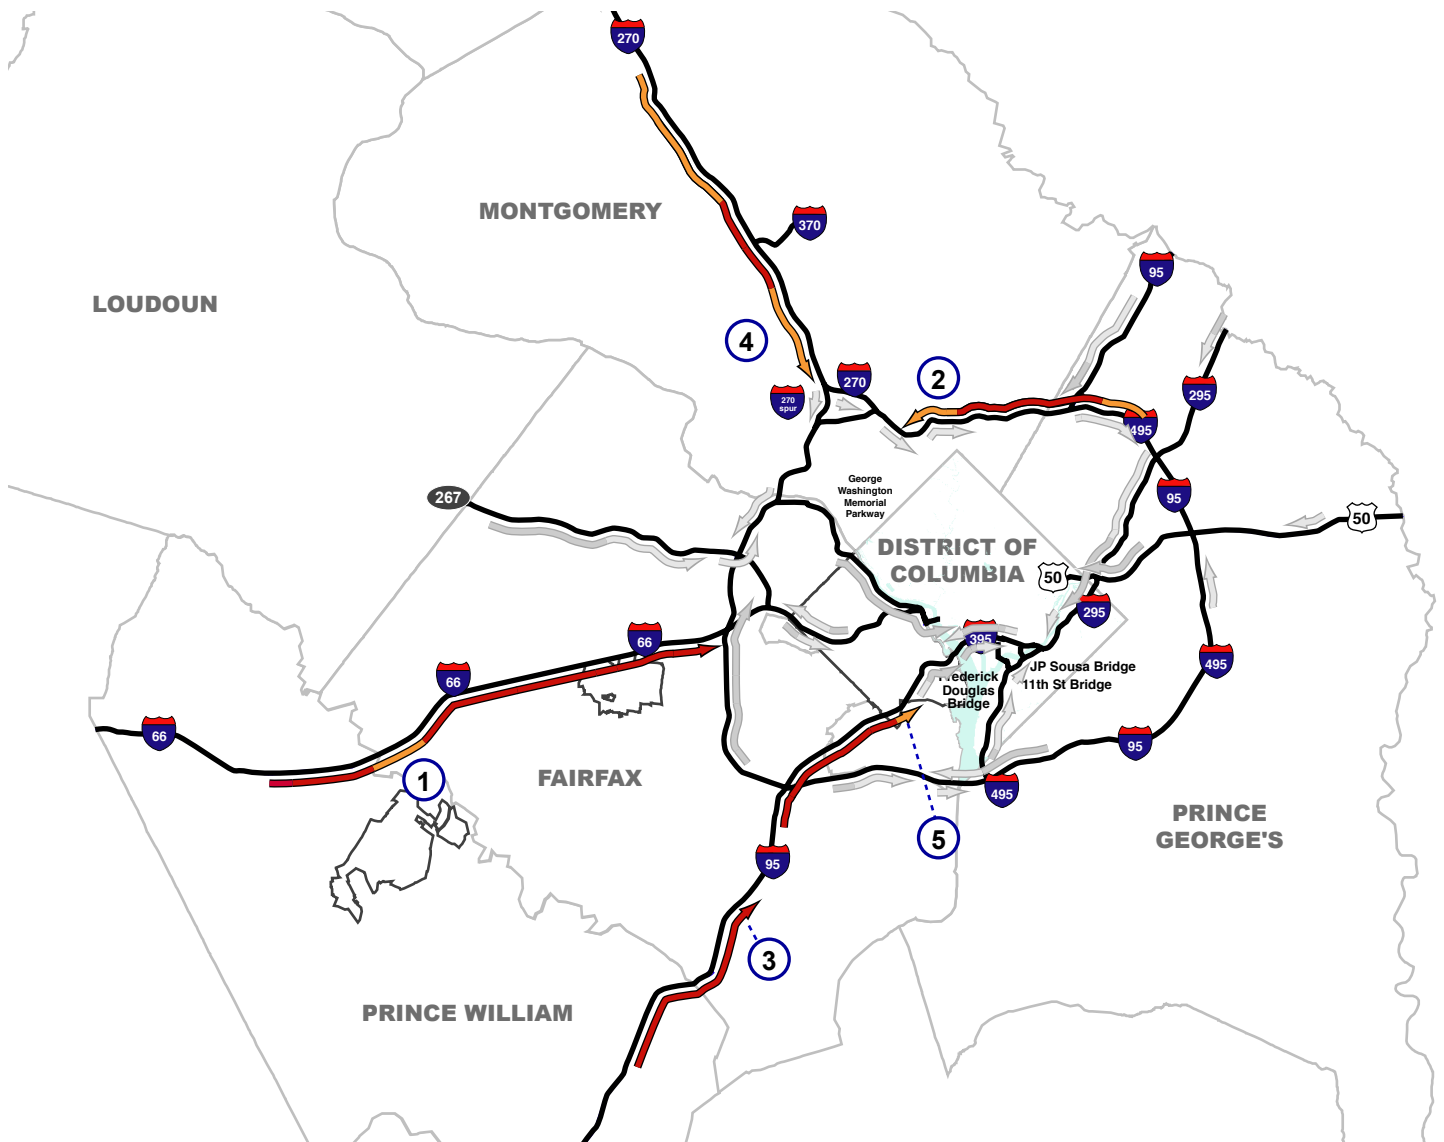 270
MONTGOMERY
370
95
LOUDOUN
4
270
2
270
spur
295
495
George
Washington
Memorial
Parkway
267
95
50
DISTRICT OF
COLUMBIA
50
295
66
395
66
JP Sousa Bridge
11th St Bridge
495
Frederick
Douglas
Bridge
66
95
1
FAIRFAX
495
PRINCE
GEORGE'S
5
95
3
PRINCE WILLIAM